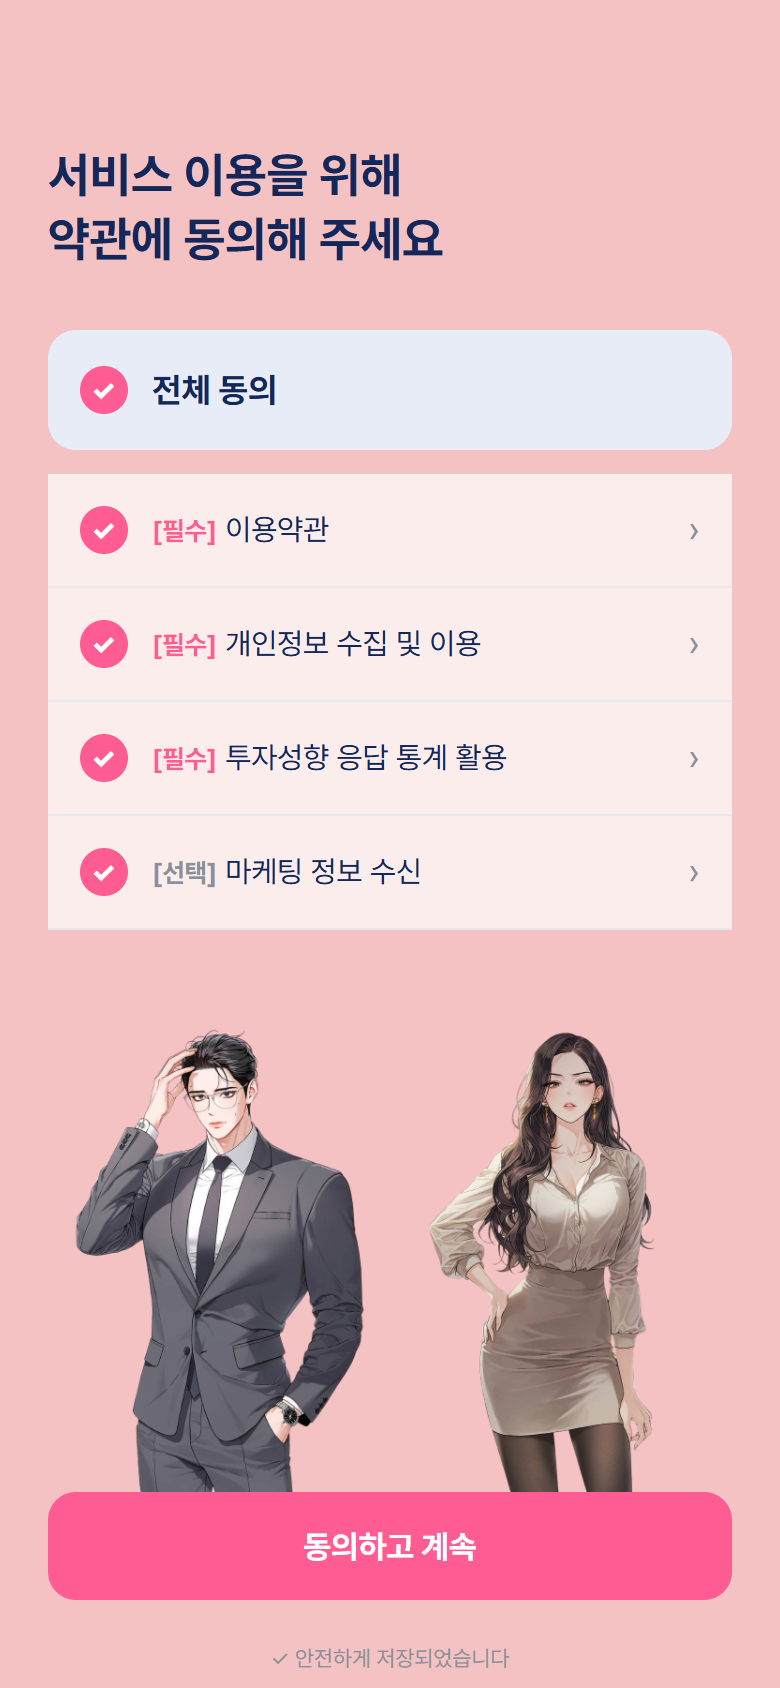 서비스 이용을 위해
약관에 동의해 주세요
전체 동의
[필수] 이용약관
[필수] 개인정보 수집 및 이용
[필수] 투자성향 응답 통계 활용
[선택] 마케팅 정보 수신
동의하고 계속
✓ 안전하게 저장되었습니다